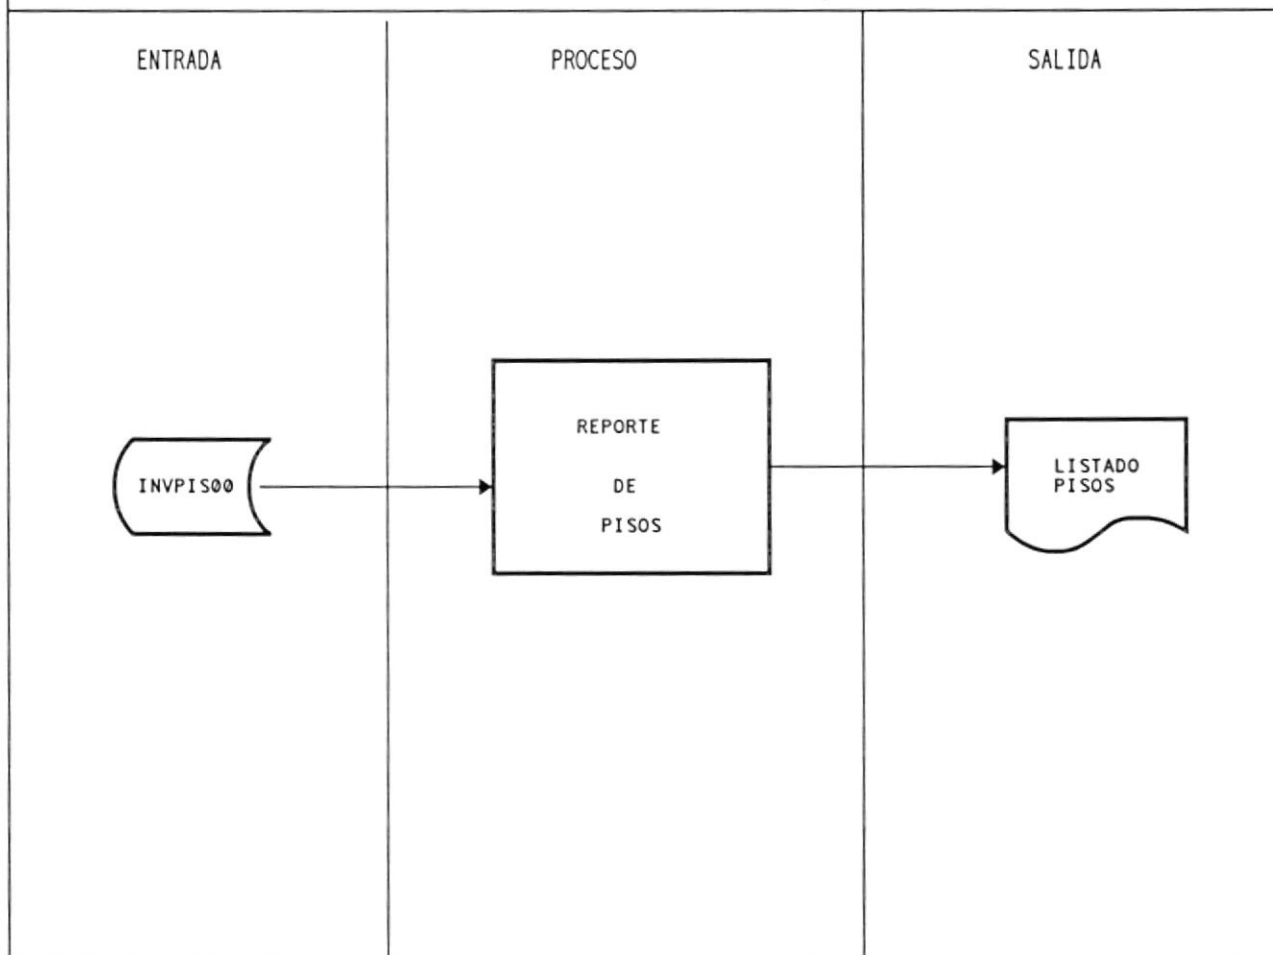 ENTRADA
PROCESO
SALIDA
INVPIS00
REPORTE
DE
PISOS
LISTADO
PISOS